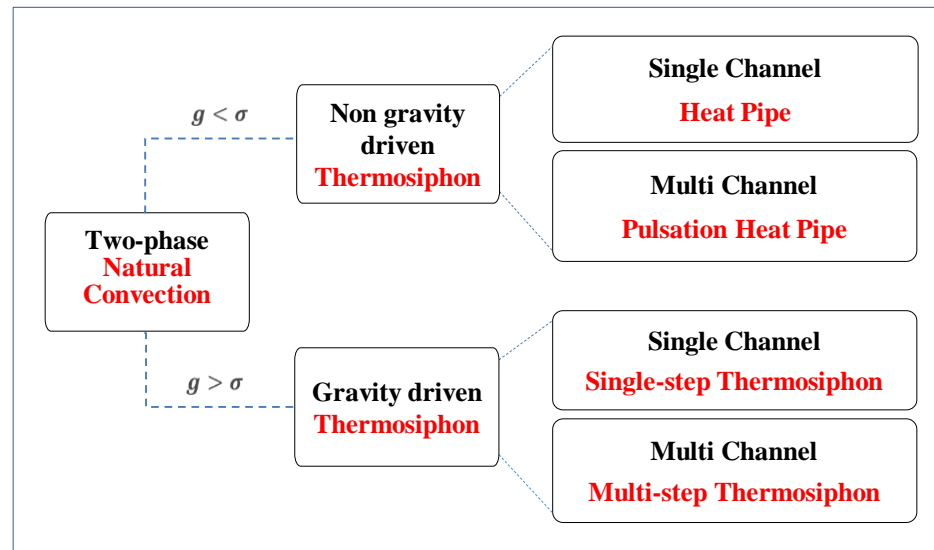 Single Channel
Heat Pipe
g < σ
Non gravity
driven
Thermosiphon
Multi Channel
Pulsation Heat Pipe
Two-phase
Natural
Convection
Single Channel
Single-step Thermosiphon
g > σ
Gravity driven
Thermosiphon
Multi Channel
Multi-step Thermosiphon